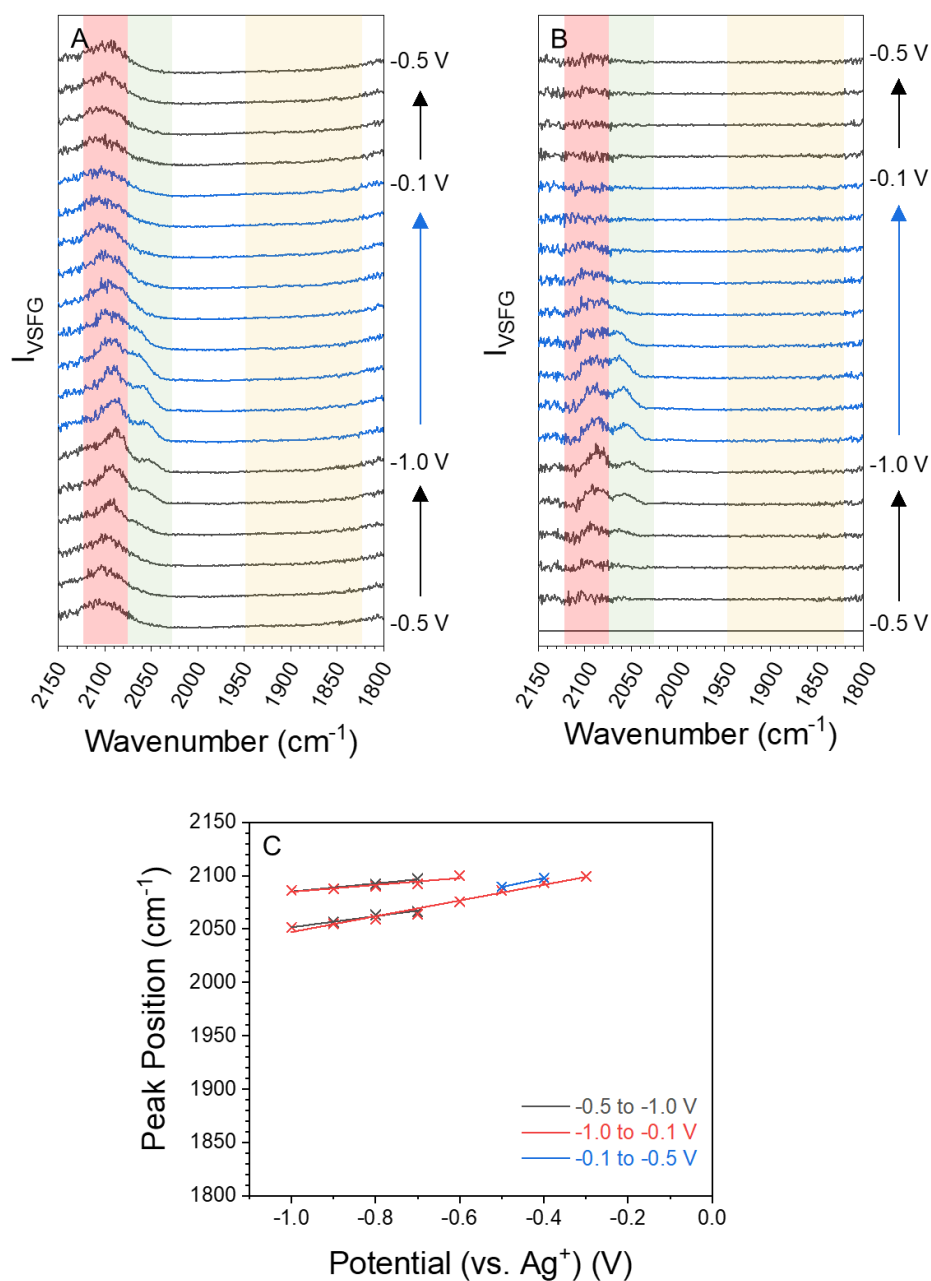 A
-0.5 V
-0.1 V
-1.0 V
-0.5 V
I_VSFG
2150 2100 2050 2000 1950 1900 1850 1800
Wavenumber (cm⁻¹)
B
-0.5 V
-0.1 V
-1.0 V
-0.5 V
I_VSFG
2150 2100 2050 2000 1950 1900 1850 1800
Wavenumber (cm⁻¹)
C
2150
2100
2050
2000
1950
1900
1850
1800
Peak Position (cm⁻¹)
-0.5 to -1.0 V
-1.0 to -0.1 V
-0.1 to -0.5 V
-1.0 -0.8 -0.6 -0.4 -0.2 0.0
Potential (vs. Ag⁺) (V)